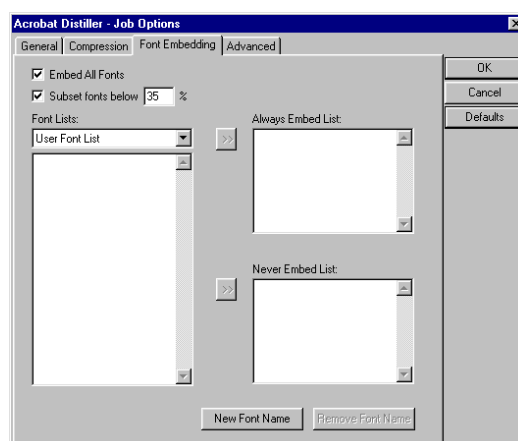 Acrobat Distiller - Job Options
General Compression Font Embedding Advanced
Embed All Fonts
Subset fonts below 35 %
Font Lists:
User Font List
>>
Always Embed List:
Never Embed List:
>>
New Font Name
Remove Font Name
OK
Cancel
Defaults